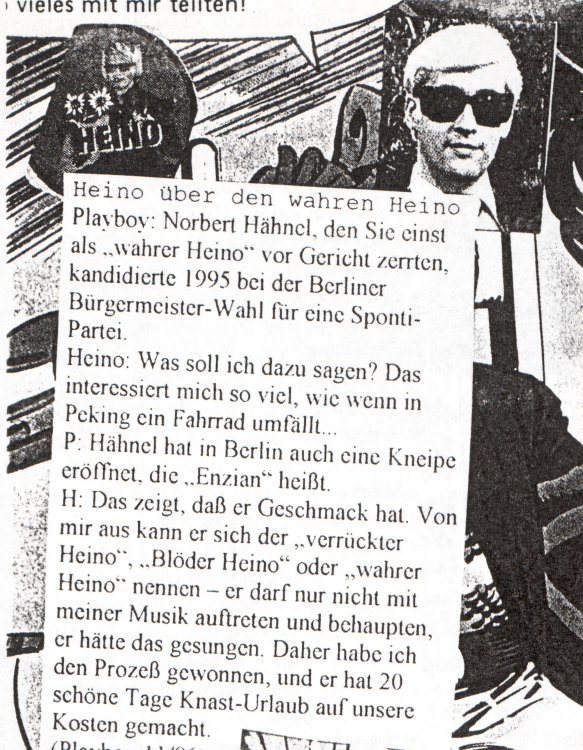 vieles mit mir teilten!
HEINO
Heino über den wahren Heino
Playboy: Norbert Hähnel, den Sie einst
als „wahrer Heino“ vor Gericht zerrten,
kandidierte 1995 bei der Berliner
Bürgermeister-Wahl für eine Sponti-
Partei.
Heino: Was soll ich dazu sagen? Das
interessiert mich so viel, wie wenn in
Peking ein Fahrrad umfällt...
P: Hähnel hat in Berlin auch eine Kneipe
eröffnet, die „Enzian“ heißt.
H: Das zeigt, daß er Geschmack hat. Von
mir aus kann er sich der „verrückter
Heino“, „Blöder Heino“ oder „wahrer
Heino“ nennen – er darf nur nicht mit
meiner Musik auftreten und behaupten,
er hätte das gesungen. Daher habe ich
den Prozeß gewonnen, und er hat 20
schöne Tage Knast-Urlaub auf unsere
Kosten gemacht.